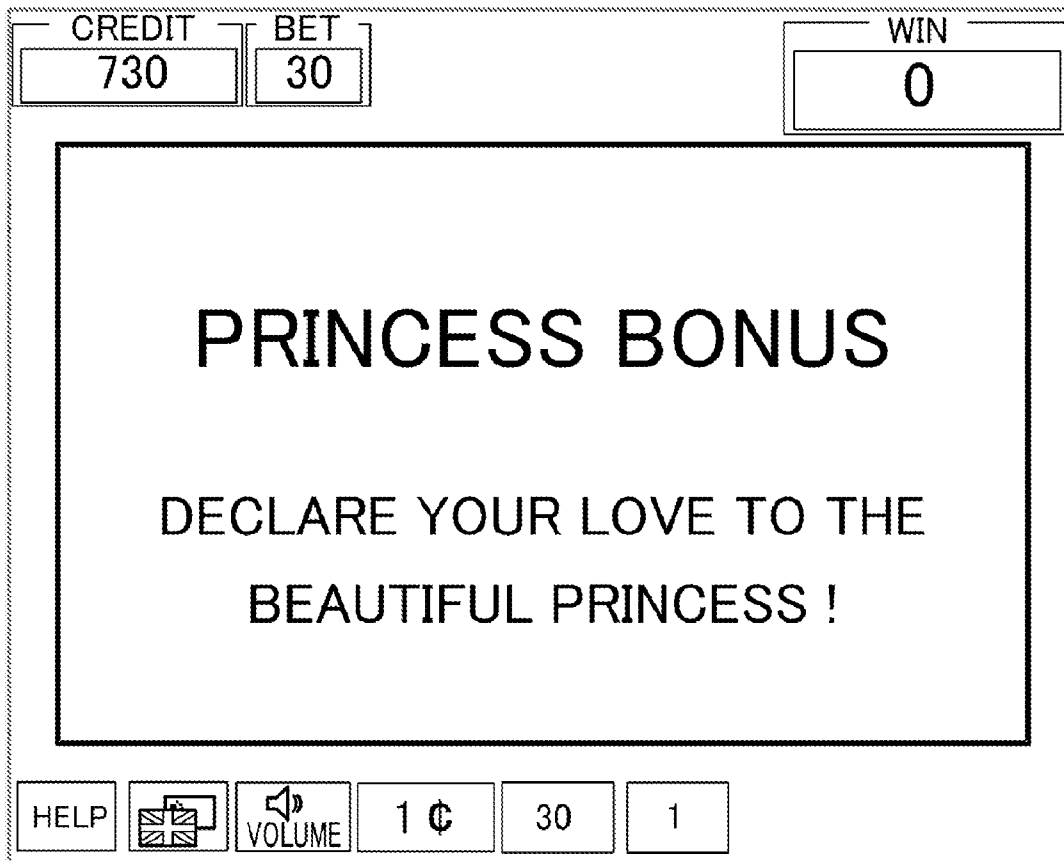 CREDIT BET WIN
730 30 0
PRINCESS BONUS
DECLARE YOUR LOVE TO THE
BEAUTIFUL PRINCESS !
HELP VOLUME 1 ₵ 30 1